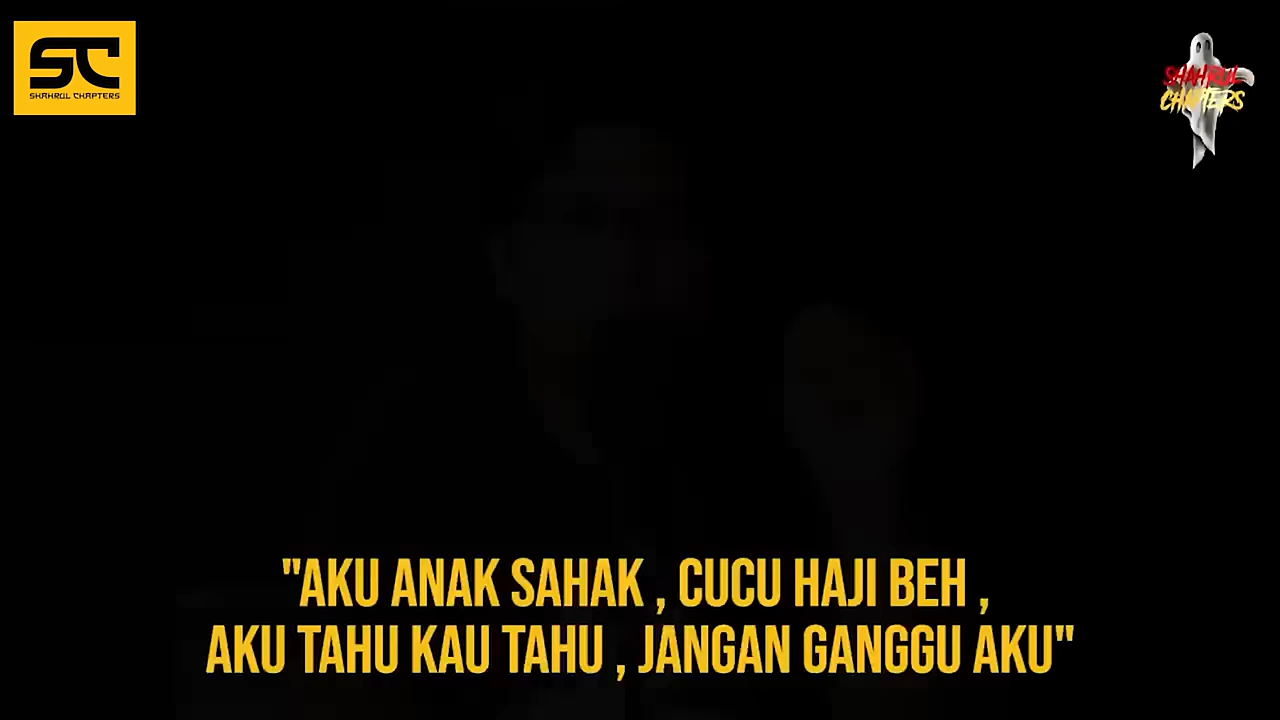 SC
SHAHRUL CHAPTERS
SHAHRUL
CHAPTERS
"AKU ANAK SAHAK , CUCU HAJI BEH ,
AKU TAHU KAU TAHU , JANGAN GANGGU AKU"